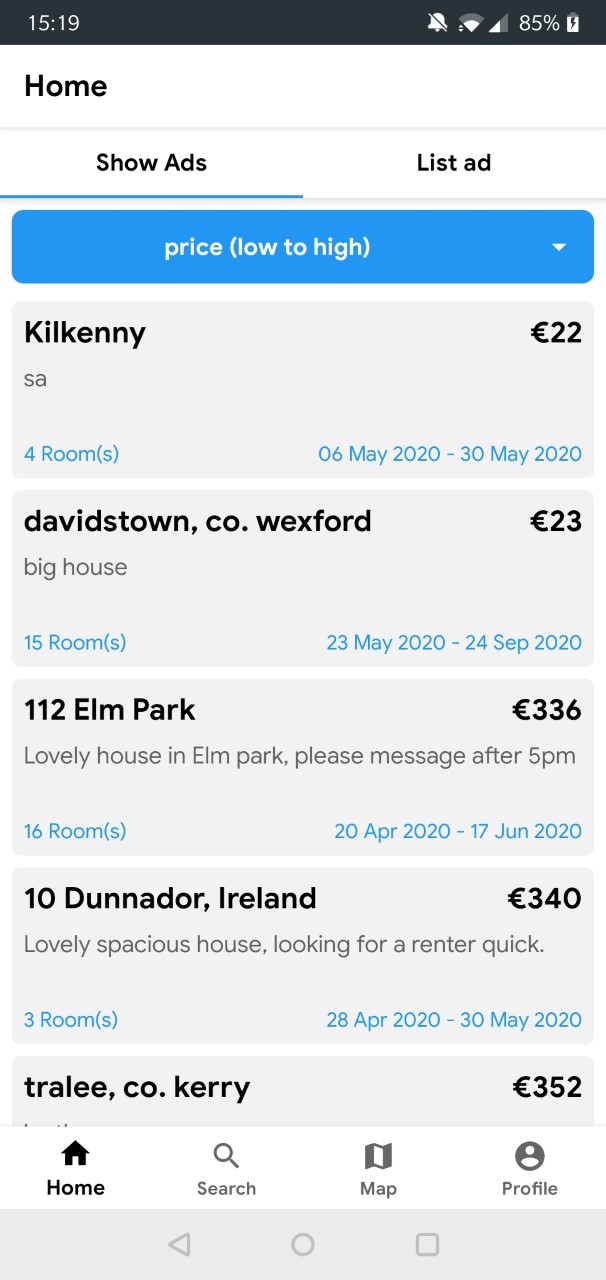 15:19 85%
Home
Show Ads List ad
price (low to high)
Kilkenny €22
sa
4 Room(s) 06 May 2020 - 30 May 2020
davidstown, co. wexford €23
big house
15 Room(s) 23 May 2020 - 24 Sep 2020
112 Elm Park €336
Lovely house in Elm park, please message after 5pm
16 Room(s) 20 Apr 2020 - 17 Jun 2020
10 Dunnador, Ireland €340
Lovely spacious house, looking for a renter quick.
3 Room(s) 28 Apr 2020 - 30 May 2020
tralee, co. kerry €352
Home Search Map Profile